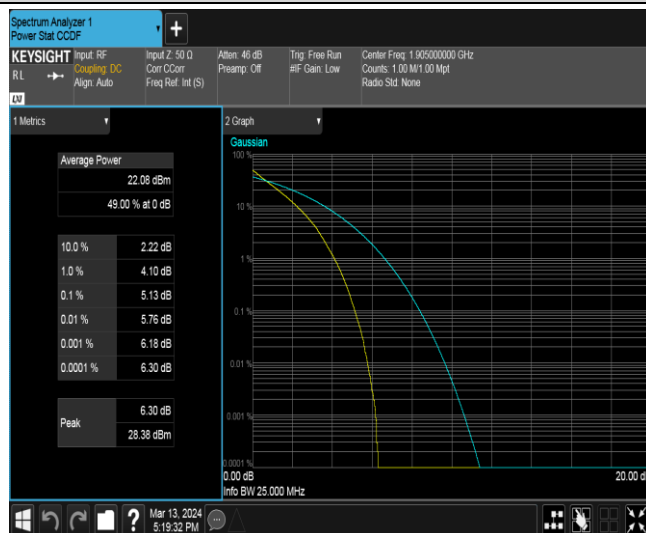 Spectrum Analyzer 1
Power Stat CCDF
+
KEYSIGHT
RL
LXI
Input: RF
Coupling: DC
Align: Auto
Input Z: 50 Ω
Corr CCorr
Freq Ref: Int (S)
Atten: 46 dB
Preamp: Off
Trig: Free Run
#IF Gain: Low
Center Freq: 1.905000000 GHz
Counts: 1.00 M/1.00 Mpt
Radio Std: None
1 Metrics
Average Power
22.08 dBm
49.00 % at 0 dB
10.0 % 2.22 dB
1.0 % 4.10 dB
0.1 % 5.13 dB
0.01 % 5.76 dB
0.001 % 6.18 dB
0.0001 % 6.30 dB
Peak
6.30 dB
28.38 dBm
2 Graph
Gaussian
100 %
10 %
1 %
0.1 %
0.01 %
0.001 %
0.0001 %
0.00 dB
20.00 d
Info BW 25.000 MHz
?
Mar 13, 2024
5:19:32 PM